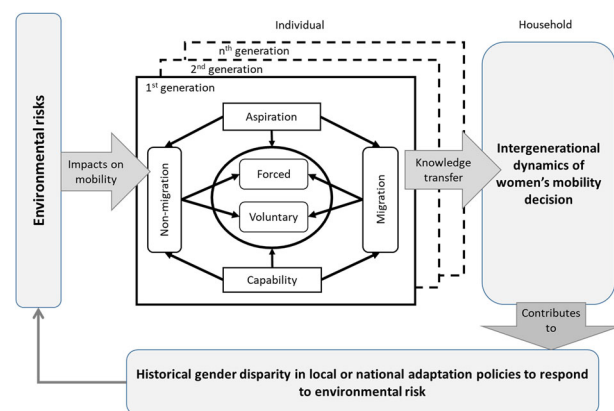 Individual
Household
nth generation
2nd generation
1st generation
Environmental risks
Impacts on
mobility
Non-migration
Aspiration
Forced
Voluntary
Capability
Migration
Knowledge
transfer
Intergenerational
dynamics of
women's mobility
decision
Contributes
to
Historical gender disparity in local or national adaptation policies to respond
to environmental risk